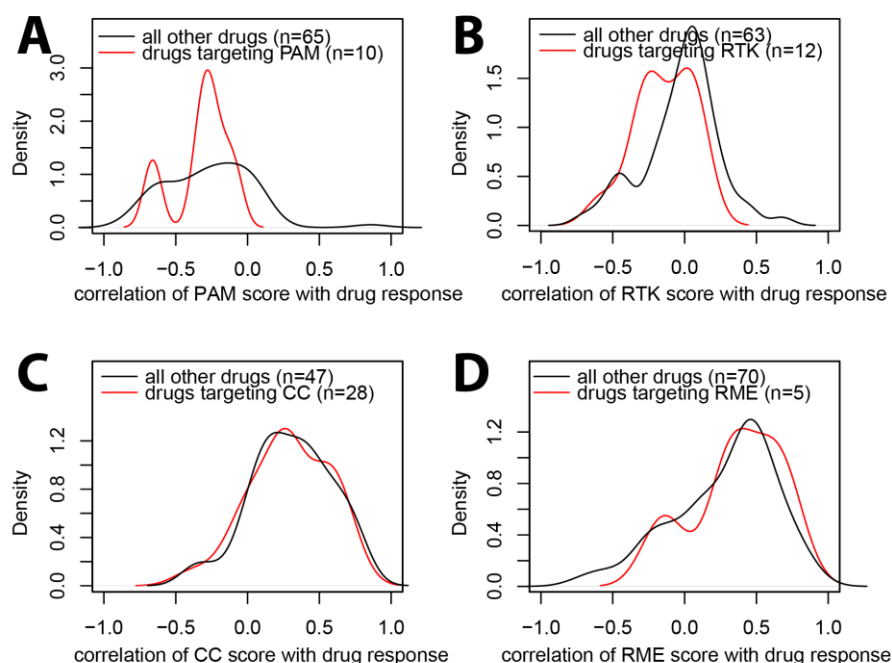 A
all other drugs (n=65)
drugs targeting PAM (n=10)
Density
0.0 1.0 2.0 3.0
−1.0 −0.5 0.0 0.5 1.0
correlation of PAM score with drug response
B
all other drugs (n=63)
drugs targeting RTK (n=12)
Density
0.0 0.5 1.0 1.5
−1.0 −0.5 0.0 0.5 1.0
correlation of RTK score with drug response
C
all other drugs (n=47)
drugs targeting CC (n=28)
Density
0.0 0.4 0.8 1.2
−1.0 −0.5 0.0 0.5 1.0
correlation of CC score with drug response
D
all other drugs (n=70)
drugs targeting RME (n=5)
Density
0.0 0.4 0.8 1.2
−1.0 −0.5 0.0 0.5 1.0
correlation of RME score with drug response